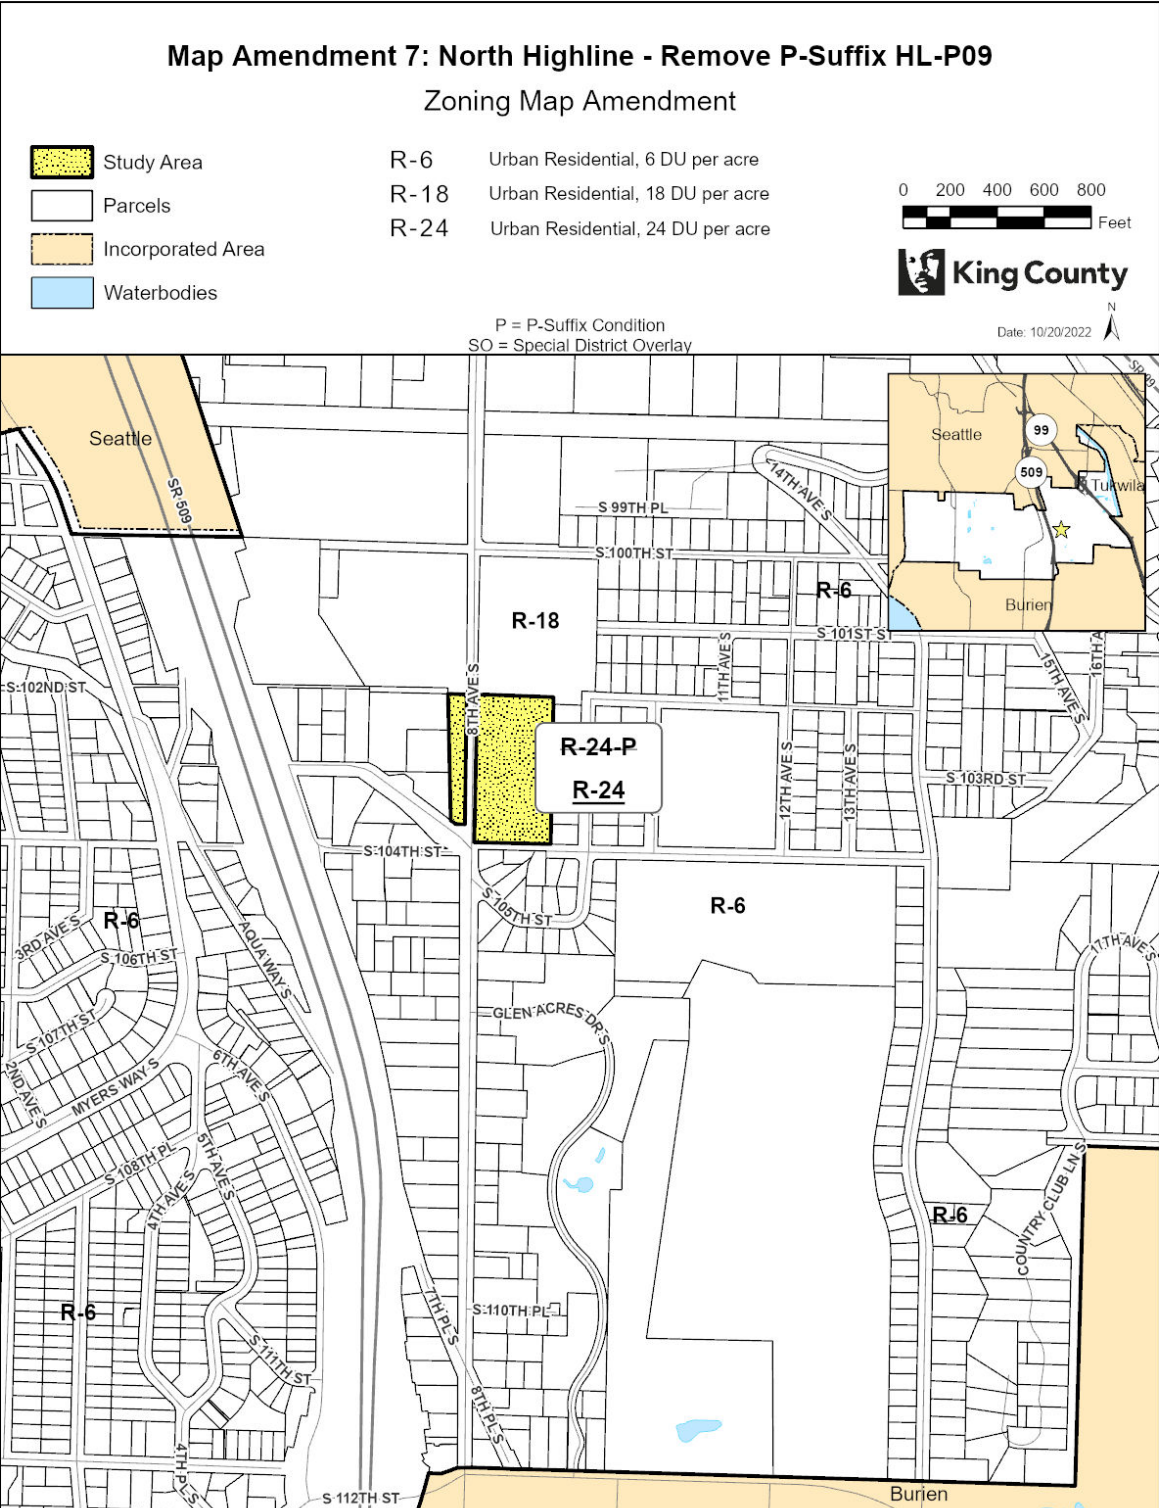 Map Amendment 7: North Highline - Remove P-Suffix HL-P09
Zoning Map Amendment
Study Area
Parcels
Incorporated Area
Waterbodies
R-6 Urban Residential, 6 DU per acre
R-18 Urban Residential, 18 DU per acre
R-24 Urban Residential, 24 DU per acre
P = P-Suffix Condition
SO = Special District Overlay
0 200 400 600 800
Feet
King County
N
Date: 10/20/2022
Seattle
SR-509
SR-99
Seattle
99
509
Tukwila
Burien
14TH AVE S
S 99TH PL
S 100TH ST
R-6
R-18
S 101ST ST
11TH AVE S
15TH AVE S
16TH A
S 102ND ST
8TH AVE S
R-24-P
R-24
12TH AVE S
13TH AVE S
S 103RD ST
S 104TH ST
S 105TH ST
R-6
R-6
3RD AVE S
S 106TH ST
AQUA WAY S
17TH AVE S
S 107TH ST
GLEN ACRES DR S
2ND AVE S
MYERS WAY S
6TH AVE S
S 108TH PL
5TH AVE S
4TH AVE S
COUNTRY CLUB LN S
R-6
R-6
7TH PL S
S 110TH PL
S 111TH ST
8TH PL S
4TH PL S
S 112TH ST
Burien